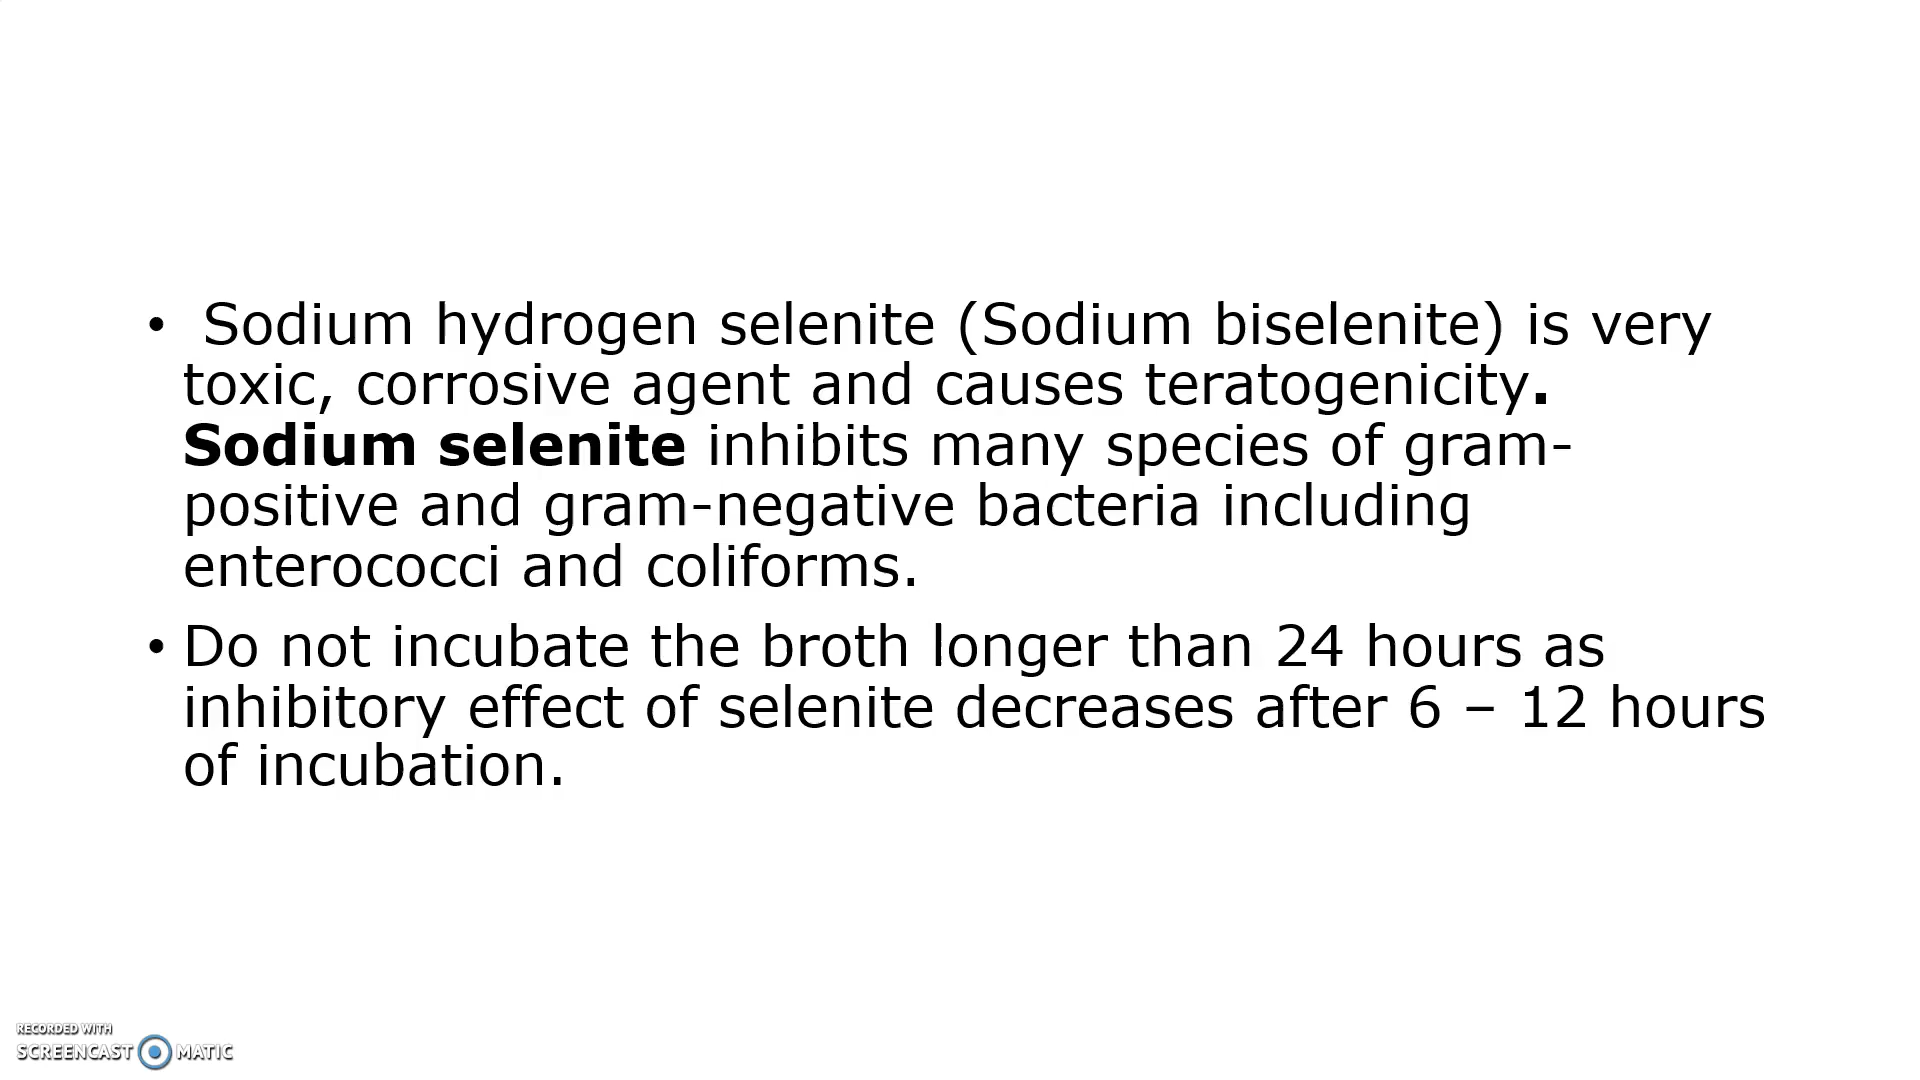 • Sodium hydrogen selenite (Sodium biselenite) is very
toxic, corrosive agent and causes teratogenicity.
Sodium selenite inhibits many species of gram-
positive and gram-negative bacteria including
enterococci and coliforms.
• Do not incubate the broth longer than 24 hours as
inhibitory effect of selenite decreases after 6 – 12 hours
of incubation.
RECORDED WITH
SCREENCAST MATIC